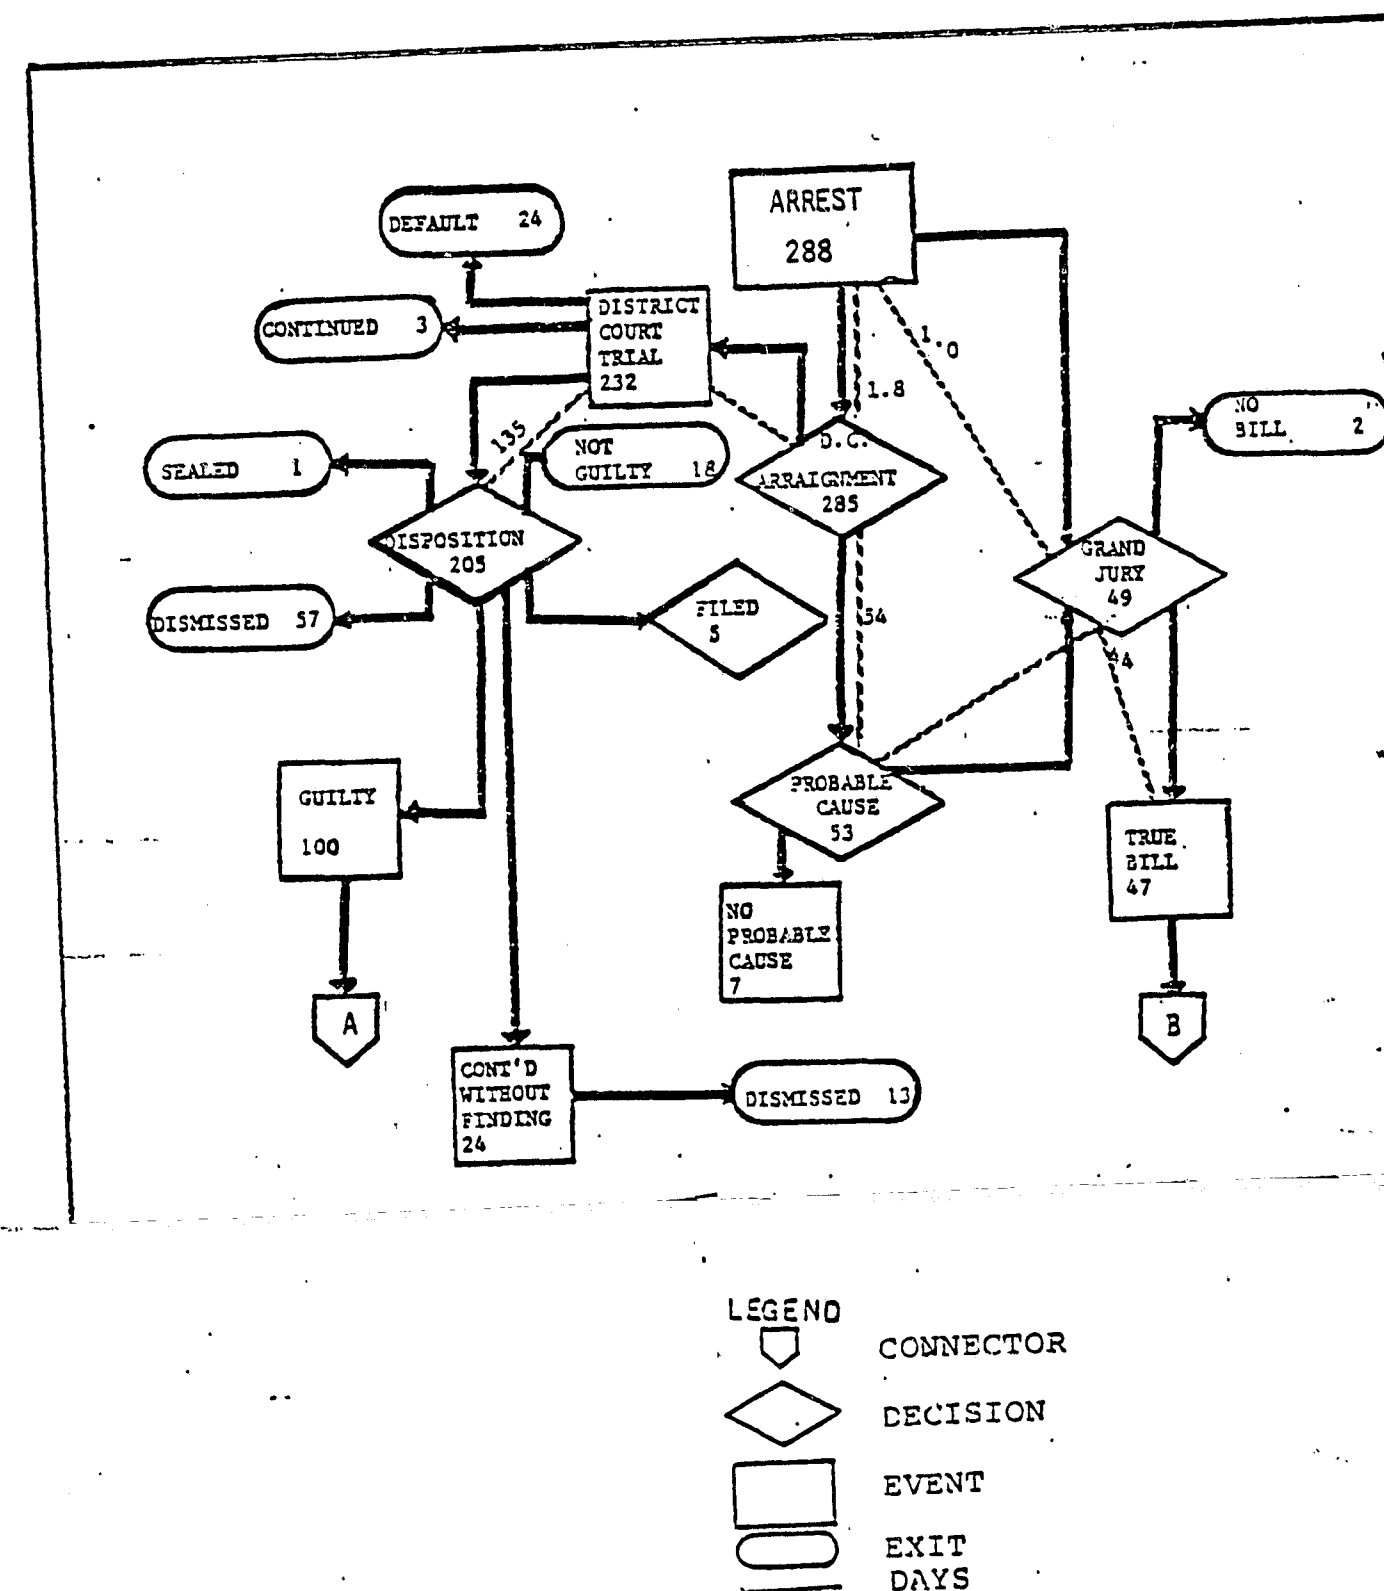 ARREST
288
DEFAULT 24
CONTINUED 3
DISTRICT
COURT
TRIAL
232
1.0
1.8
NO
BILL 2
135
NOT
GUILTY 18
SEALED 1
D.C.
ARRAIGNMENT
285
DISPOSITION
205
GRAND
JURY
49
DISMISSED 57
FILED
5
54
44
GUILTY
100
PROBABLE
CAUSE
53
TRUE
BILL
47
NO
PROBABLE
CAUSE
7
A
B
CONT'D
WITHOUT
FINDING
24
DISMISSED 13
LEGEND
CONNECTOR
DECISION
EVENT
EXIT
DAYS